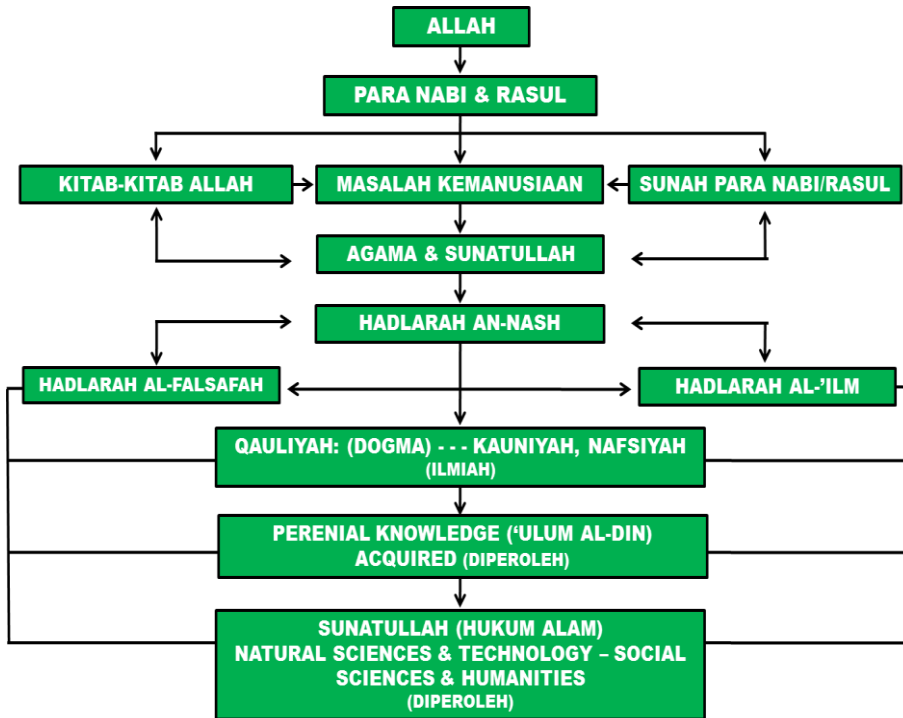 ALLAH
PARA NABI & RASUL
KITAB-KITAB ALLAH
MASALAH KEMANUSIAAN
SUNAH PARA NABI/RASUL
AGAMA & SUNATULLAH
HADLARAH AN-NASH
HADLARAH AL-FALSAFAH
HADLARAH AL-'ILM
QAULIYAH: (DOGMA) - - - KAUNIYAH, NAFSIYAH
(ILMIAH)
PERENIAL KNOWLEDGE ('ULUM AL-DIN)
ACQUIRED (DIPEROLEH)
SUNATULLAH (HUKUM ALAM)
NATURAL SCIENCES & TECHNOLOGY – SOCIAL
SCIENCES & HUMANITIES
(DIPEROLEH)